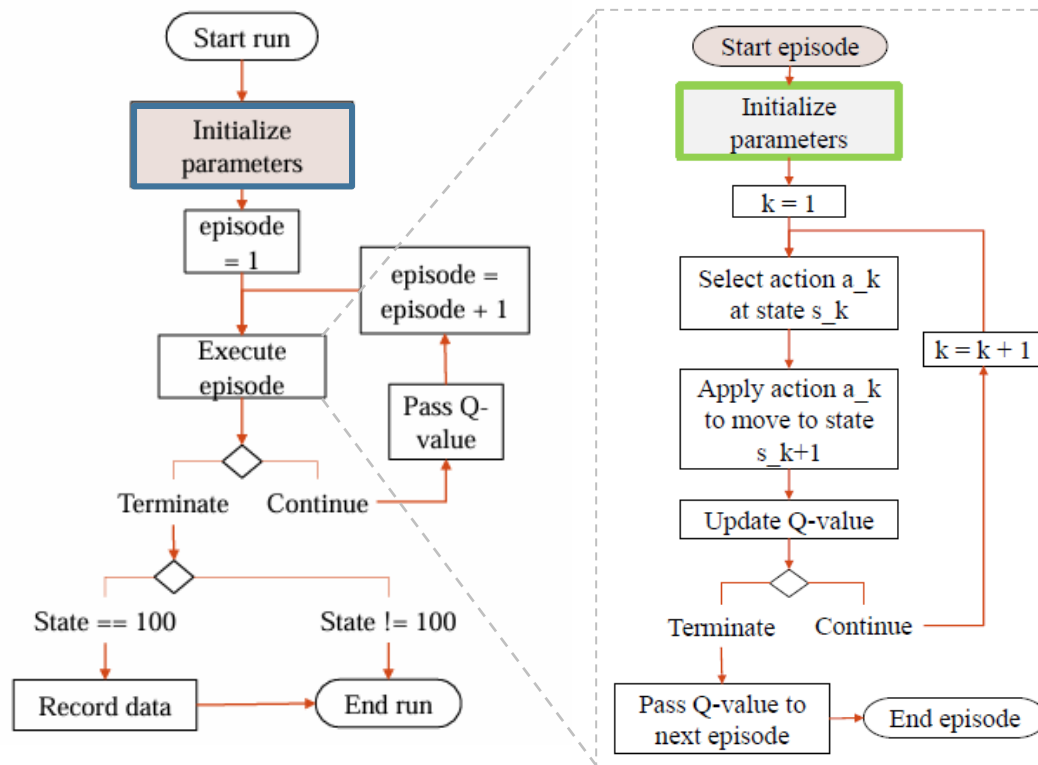 Start run
Initialize
parameters
episode
= 1
episode =
episode + 1
Execute
episode
Pass Q-
value
Terminate
Continue
State == 100
State != 100
Record data
End run
Start episode
Initialize
parameters
k = 1
Select action a_k
at state s_k
k = k + 1
Apply action a_k
to move to state
s_k+1
Update Q-value
Terminate
Continue
Pass Q-value to
next episode
End episode